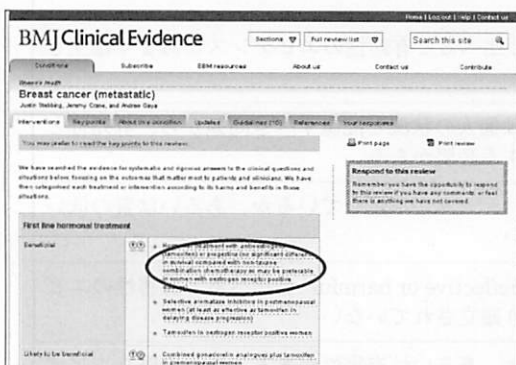 Home | Log out | Help | Contact us
BMJ Clinical Evidence
Sections
Full review list
Search this site
Conditions
Subscribe
EBM resources
About us
Contact us
Contribute
Women's health
Breast cancer (metastatic)
Justin Stebbing, Jeremy Crane, and Andrew Gaya
Interventions
Key points
About this condition
Updates
Guidelines (10)
References
Your responses
You may prefer to read the key points to this review.
Print page
Print review
We have searched the evidence for systematic and rigorous answers to the clinical questions and
situations below focusing on the outcomes that matter most to patients and clinicians. We have
then categorised each treatment or intervention according to its harms and benefits in those
situations.
Respond to this review
Remember you have the opportunity to respond
to this review if you have any comments, or feel
there is anything we have not covered.
First line hormonal treatment
Beneficial
Hormonal treatment with antioestrogens
(tamoxifen) or progestins (no significant difference
in survival compared with non-taxane
combination chemotherapy so may be preferable
in women with oestrogen receptor positive
Selective aromatase inhibitors in postmenopausal
women (at least as effective as tamoxifen in
delaying disease progression)
Tamoxifen in oestrogen receptor positive women
Likely to be beneficial
Combined gonadorelin analogues plus tamoxifen
in premenopausal women